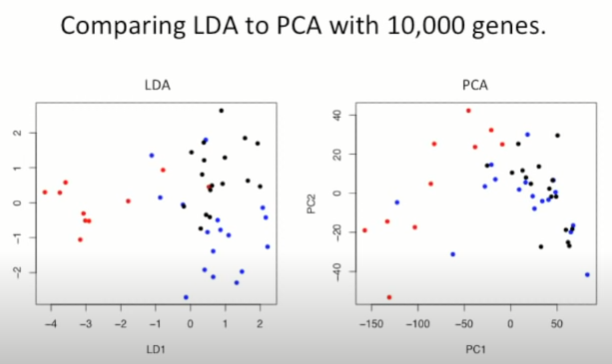 Comparing LDA to PCA with 10,000 genes.
LDA
PCA
2
1
0
−1
−2
−4 −3 −2 −1 0 1 2
LD1
PC2
40
20
0
−20
−40
−150 −100 −50 0 50
PC1